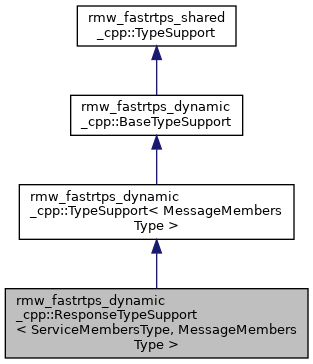 rmw_fastrtps_shared
_cpp::TypeSupport
rmw_fastrtps_dynamic
_cpp::BaseTypeSupport
rmw_fastrtps_dynamic
_cpp::TypeSupport< MessageMembers
Type >
rmw_fastrtps_dynamic
_cpp::ResponseTypeSupport
< ServiceMembersType, MessageMembers
Type >